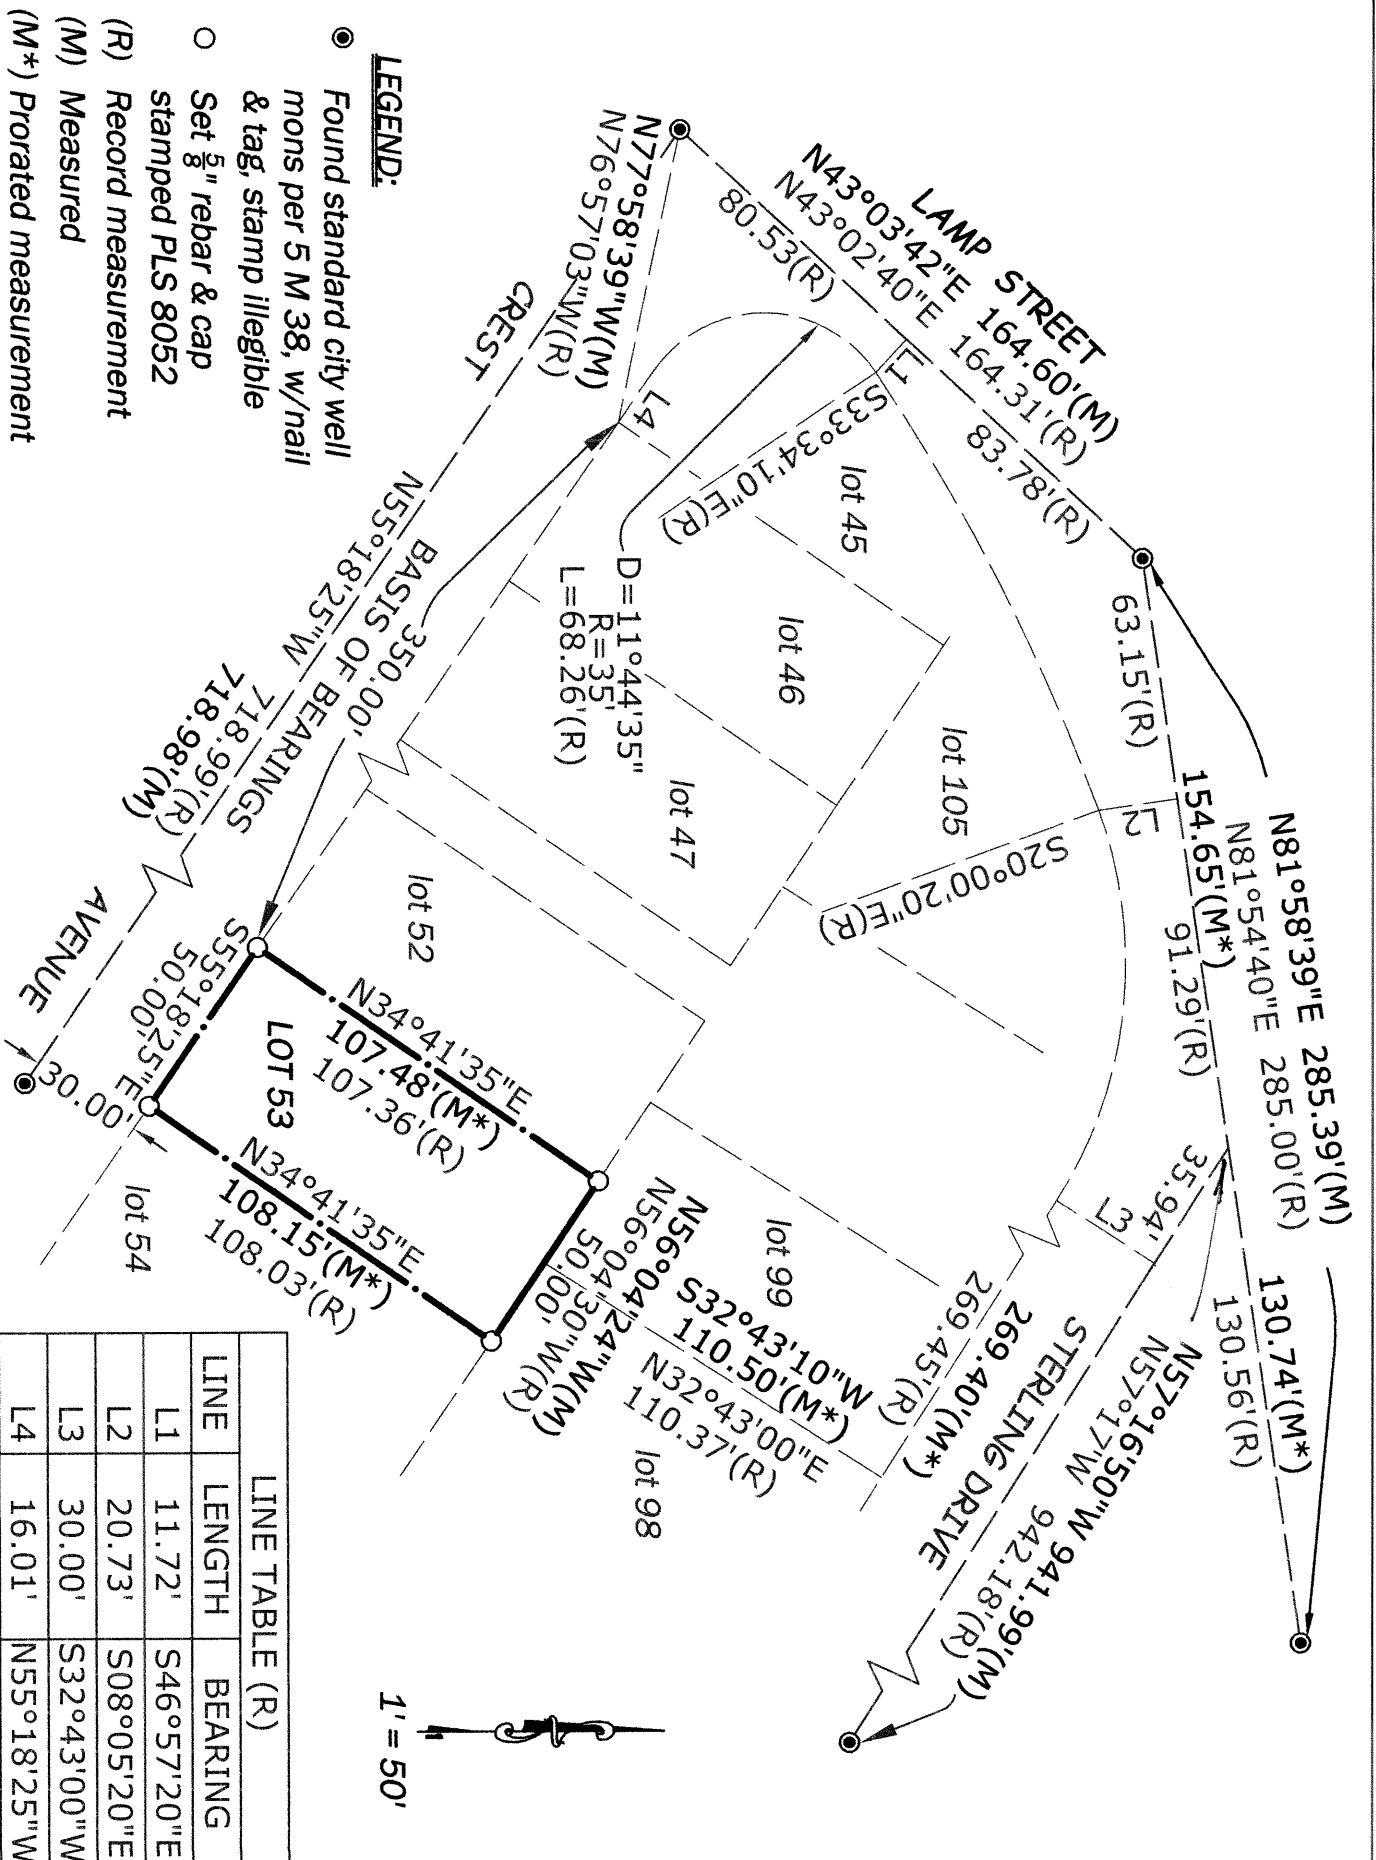 LEGEND:
Found standard city well
mons per 5 M 38, w/nail
& tag, stamp illegible
Set 5/8" rebar & cap
stamped PLS 8052
(R) Record measurement
(M) Measured
(M*) Prorated measurement
LAMP STREET
N43°03'42"E 164.60'(M)
N43°02'40"E 164.31'(R)
80.53(R)
83.78'(R)
L1
S33°34'10"E(R)
N77°58'39"W(M)
N76°57'03"W(R)
L4
CREST
AVENUE
N55°18'25"W
BASIS OF BEARINGS
718.99'(R)
718.98'(M)
350.00'
D=11°44'35"
R=35'
L=68.26'(R)
lot 45
lot 46
lot 47
lot 105
lot 52
N81°58'39"E 285.39'(M)
N81°54'40"E 285.00'(R)
63.15'(R)
154.65'(M*)
91.29'(R)
130.74'(M*)
130.56'(R)
L2
S20°00'20"E(R)
35.94'
L3
N57°16'50"W 941.99'(M)
N57°17'W 942.18'(R)
STERLING DRIVE
269.45'(R)
269.40'(M*)
lot 99
S32°43'10"W
110.50'(M*)
N32°43'00"E
110.37'(R)
lot 98
N56°04'24"W(M)
N56°04'30"W(R)
50.00'
N34°41'35"E
107.48'(M*)
107.36'(R)
LOT 53
N34°41'35"E
108.15'(M*)
108.03'(R)
S55°18'25"E
50.00'
30.00'
lot 54
1'=50'
LINE TABLE (R)
LINE LENGTH BEARING
L1 11.72' S46°57'20"E
L2 20.73' S08°05'20"E
L3 30.00' S32°43'00"W
L4 16.01' N55°18'25"W